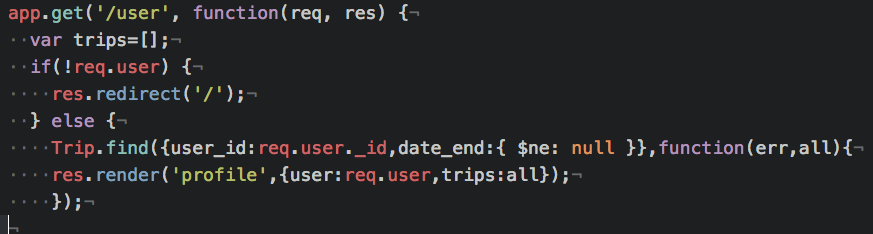 app.get('/user', function(req, res) {¬
··var trips=[];¬
··if(!req.user) {¬
····res.redirect('/');¬
··} else {¬
····Trip.find({user_id:req.user._id,date_end:{ $ne: null }},function(err,all){¬
····res.render('profile',{user:req.user,trips:all});¬
····});¬
¬